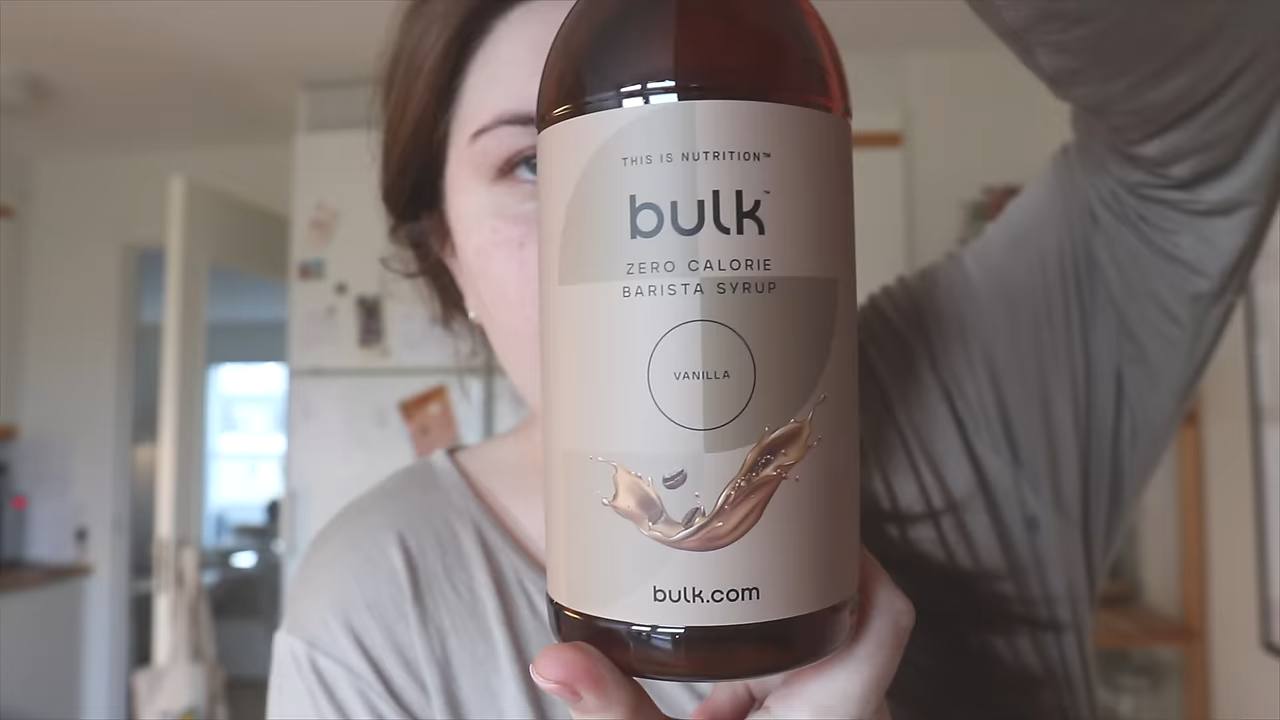 THIS IS NUTRITION™
bulk™
ZERO CALORIE
BARISTA SYRUP
VANILLA
bulk.com